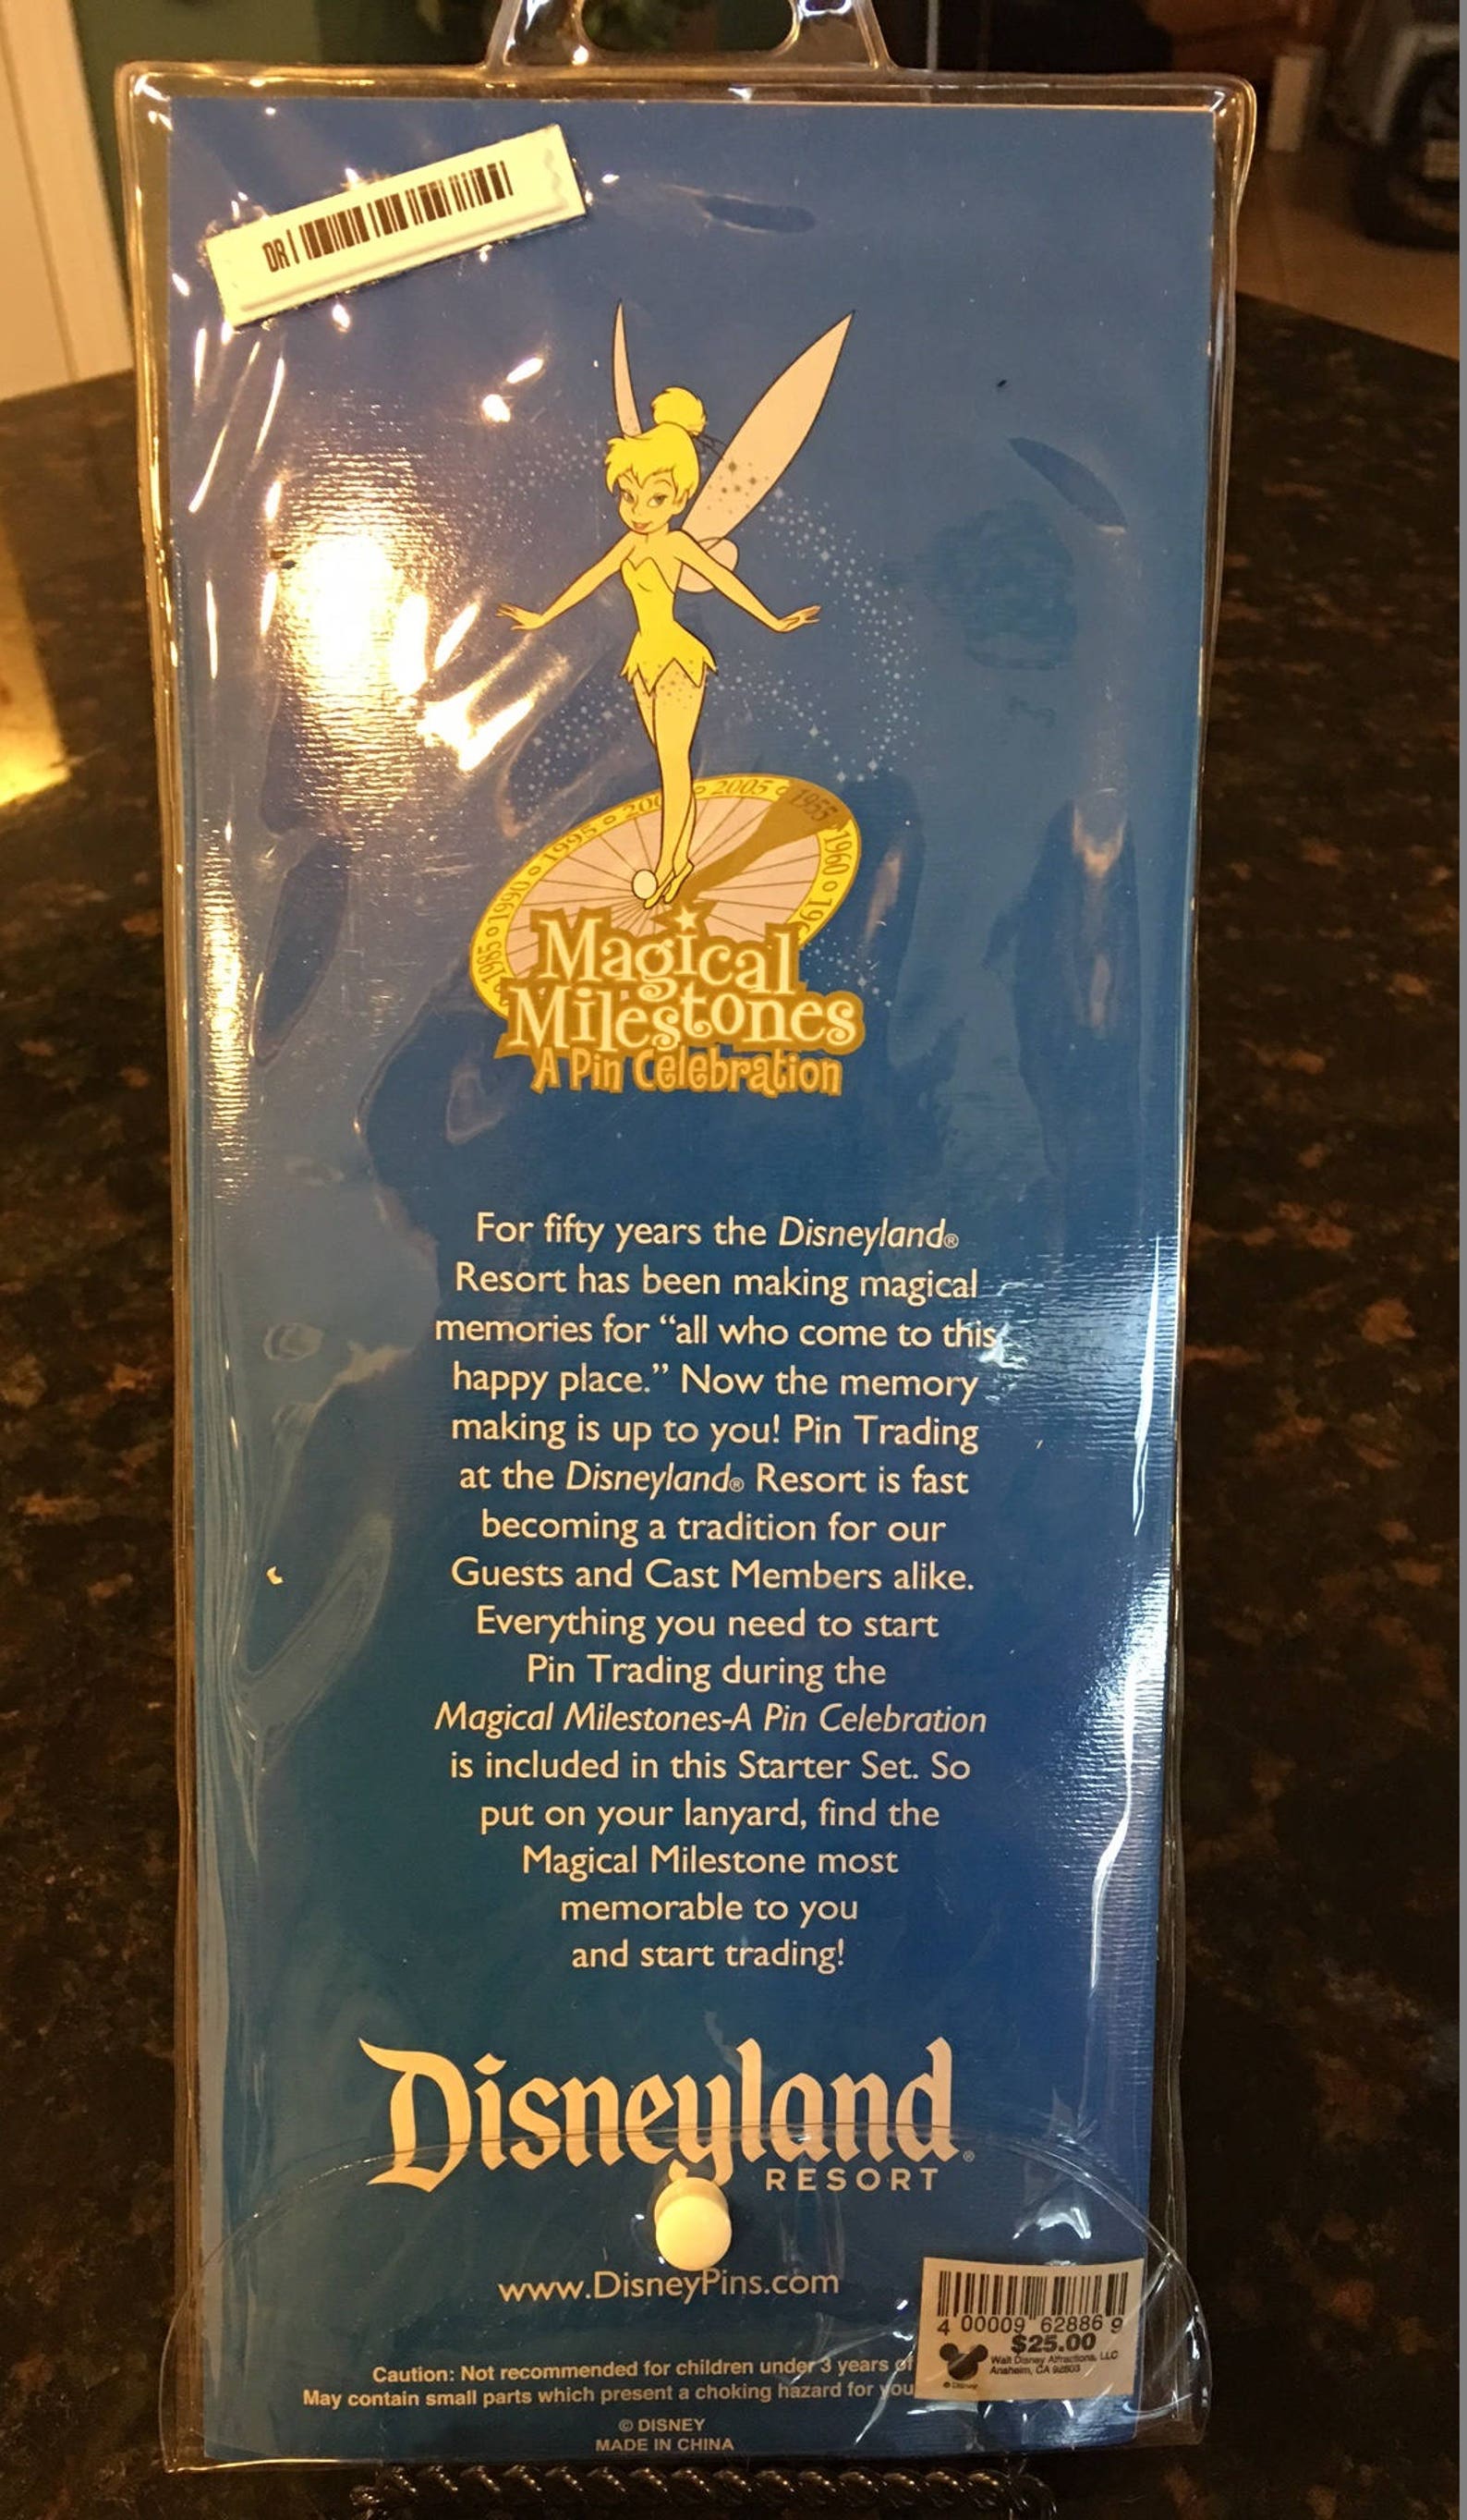 DR
2005 o 1955
1985 o 1990 o 1995 o
1960 o
Magical
Milestones
A Pin Celebration
For fifty years the Disneyland®
Resort has been making magical
memories for “all who come to this
happy place.” Now the memory
making is up to you! Pin Trading
at the Disneyland® Resort is fast
becoming a tradition for our
Guests and Cast Members alike.
Everything you need to start
Pin Trading during the
Magical Milestones-A Pin Celebration
is included in this Starter Set. So
put on your lanyard, find the
Magical Milestone most
memorable to you
and start trading!
Disneyland®
RESORT
www.DisneyPins.com
4 00009 62886 9
$25.00
Walt Disney Attractions, LLC
Anaheim, CA 92803
© Disney
Caution: Not recommended for children under 3 years of
May contain small parts which present a choking hazard for you
© DISNEY
MADE IN CHINA